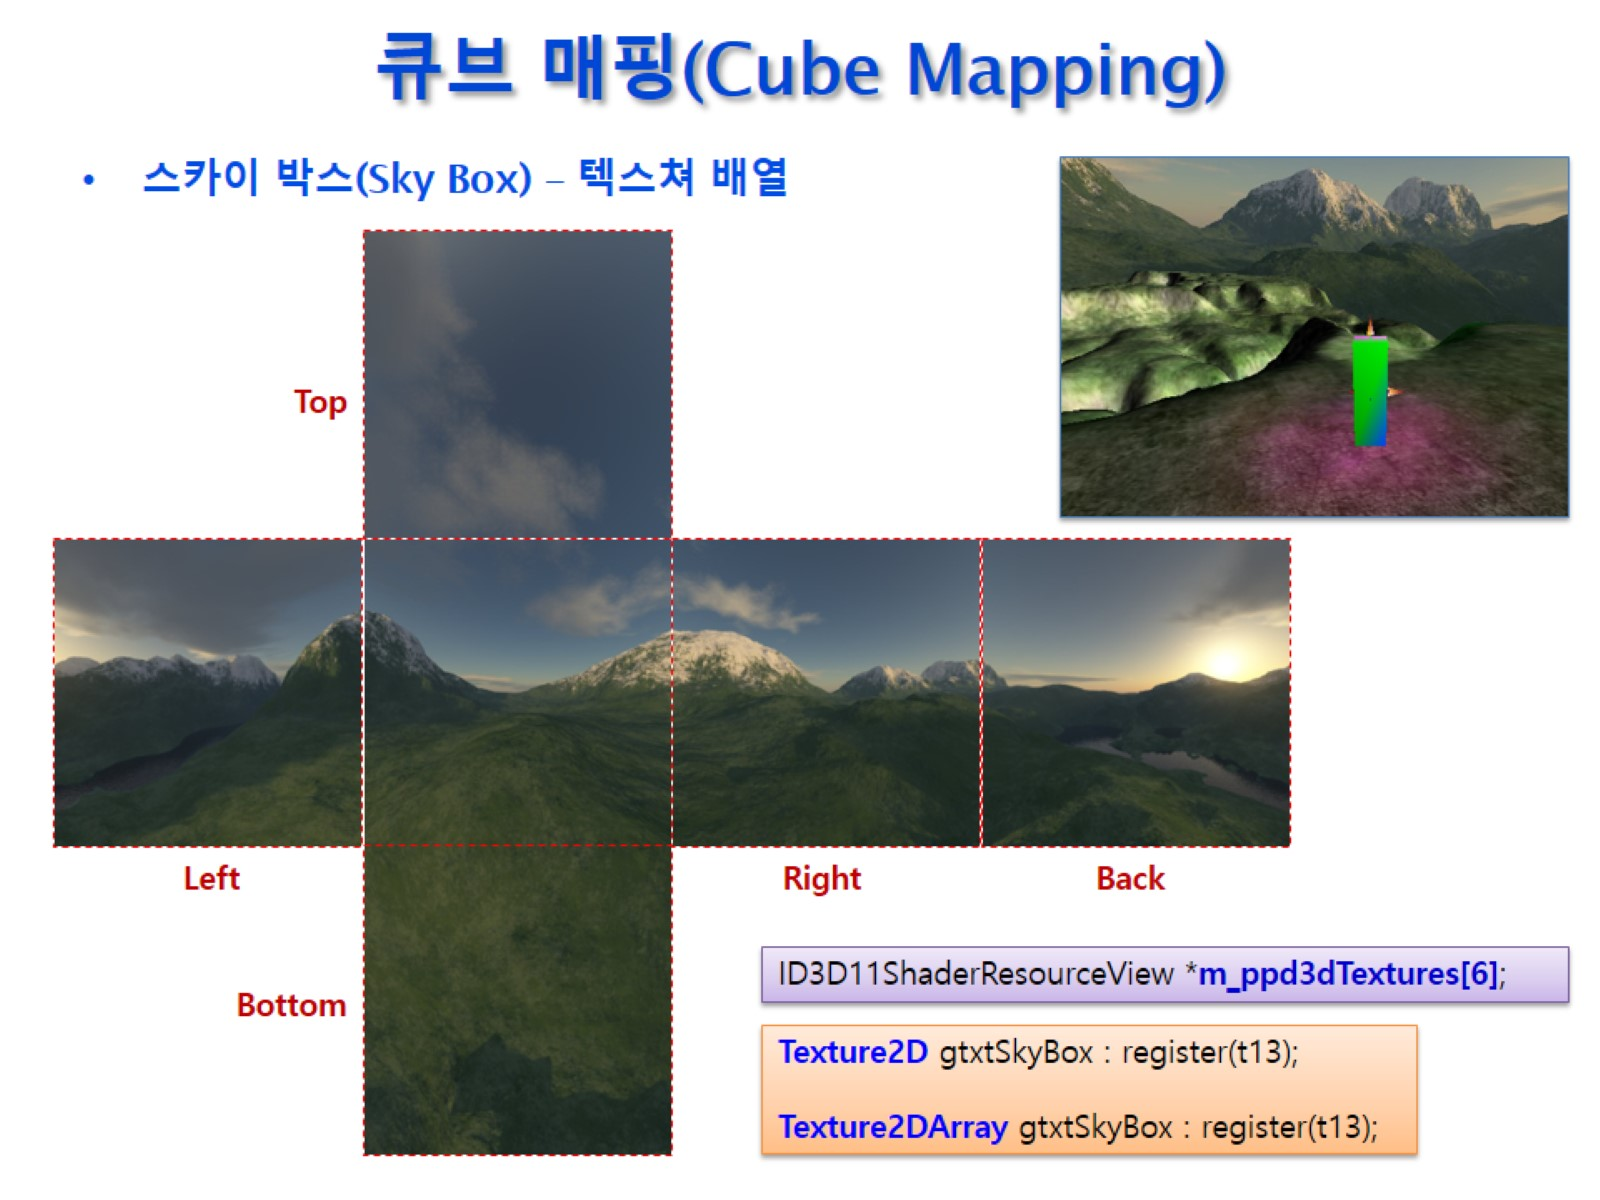 큐브 매핑(Cube Mapping)
• 스카이 박스(Sky Box) – 텍스쳐 배열
Top
Left
Right
Back
Bottom
ID3D11ShaderResourceView *m_ppd3dTextures[6];
Texture2D gtxtSkyBox : register(t13);
Texture2DArray gtxtSkyBox : register(t13);